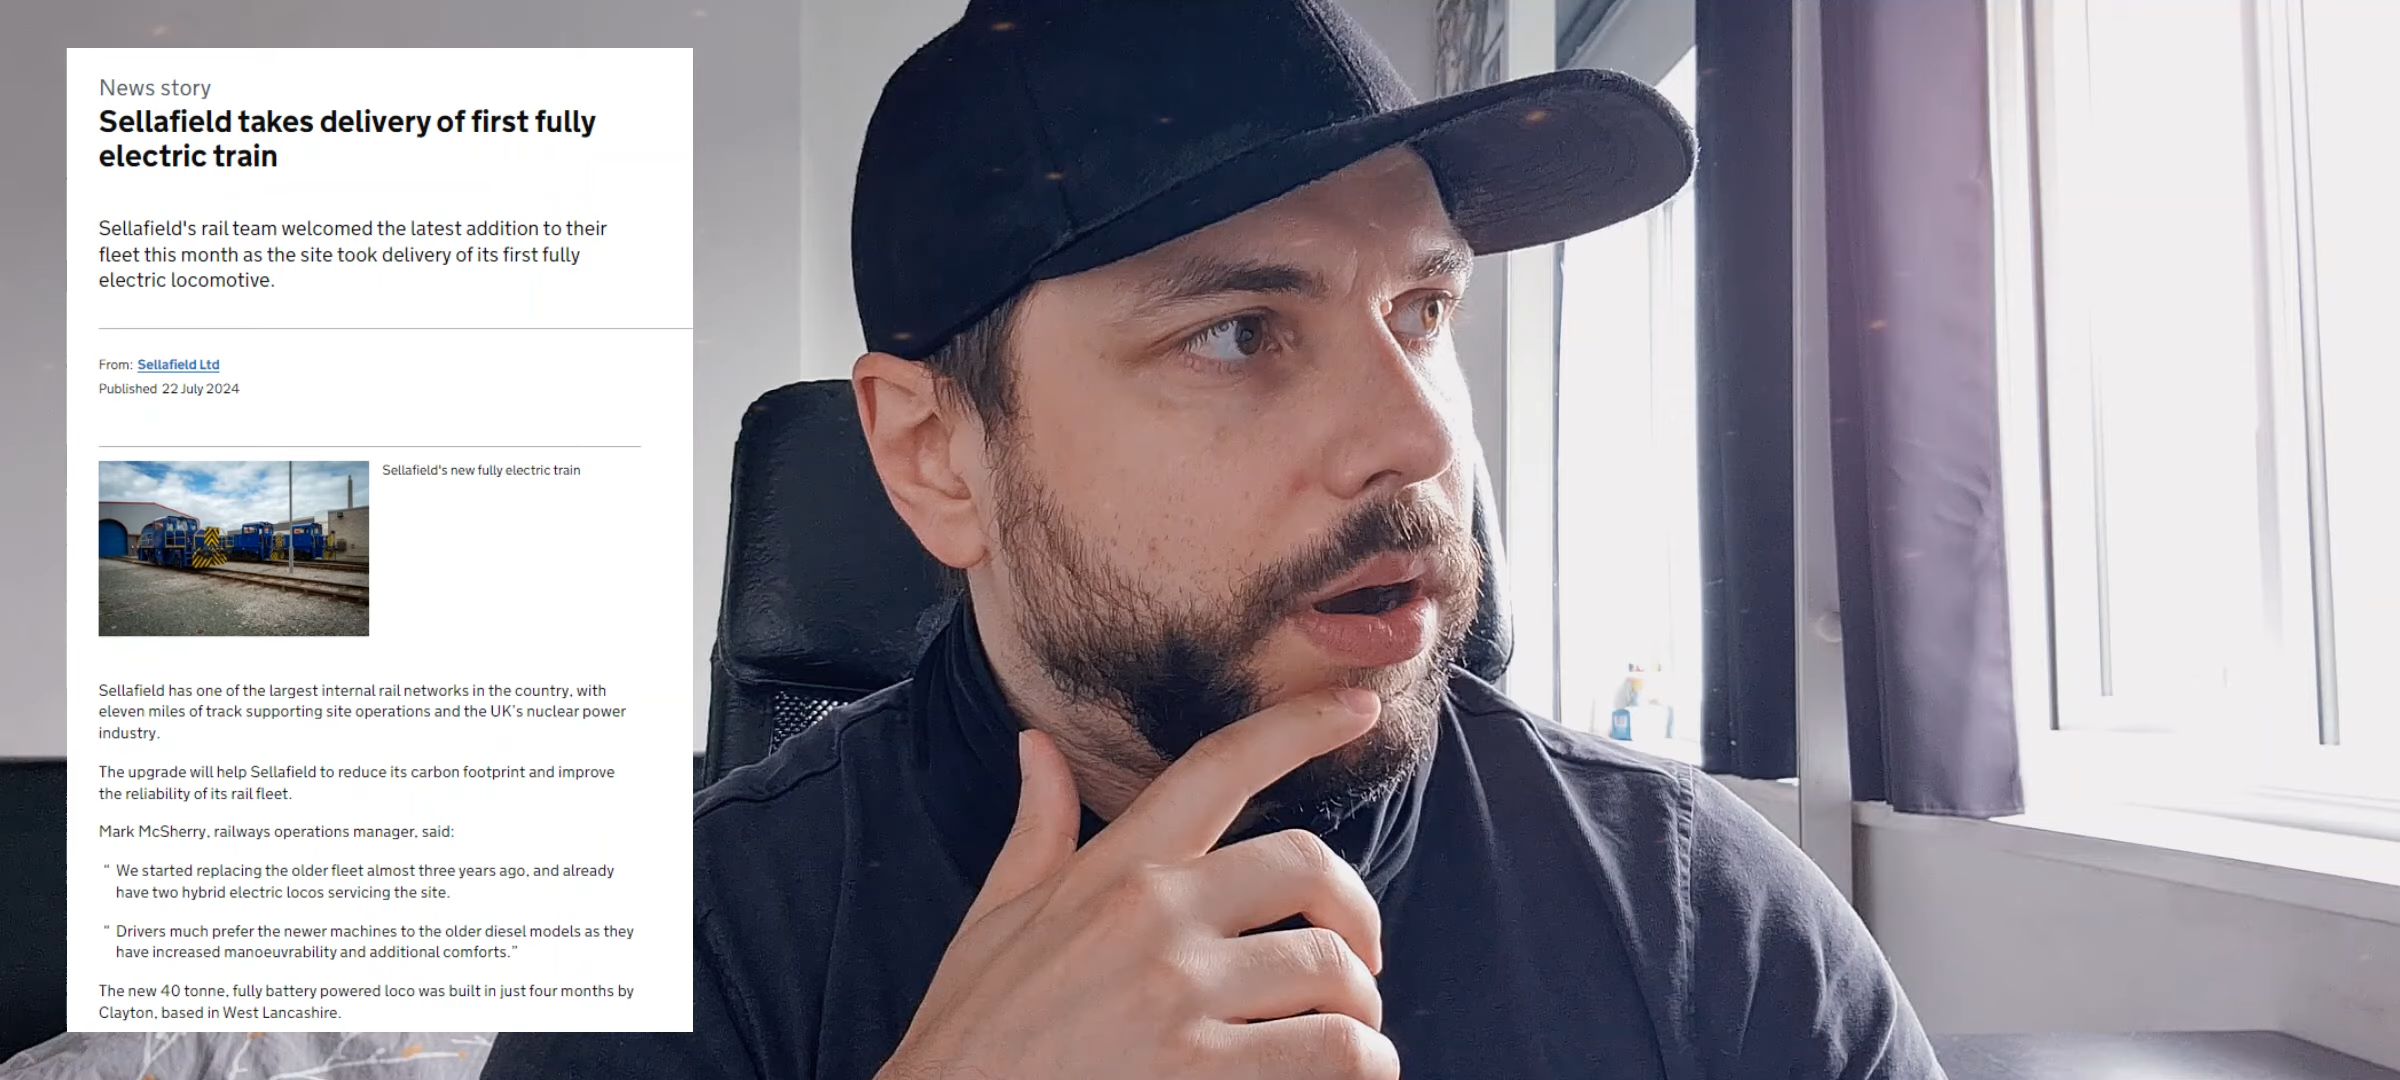 News story
Sellafield takes delivery of first fully
electric train
Sellafield's rail team welcomed the latest addition to their
fleet this month as the site took delivery of its first fully
electric locomotive.
From: Sellafield Ltd
Published 22 July 2024
Sellafield's new fully electric train
Sellafield has one of the largest internal rail networks in the country, with
eleven miles of track supporting site operations and the UK's nuclear power
industry.
The upgrade will help Sellafield to reduce its carbon footprint and improve
the reliability of its rail fleet.
Mark McSherry, railways operations manager, said:
“ We started replacing the older fleet almost three years ago, and already
have two hybrid electric locos servicing the site.
“ Drivers much prefer the newer machines to the older diesel models as they
have increased manoeuvrability and additional comforts.”
The new 40 tonne, fully battery powered loco was built in just four months by
Clayton, based in West Lancashire.